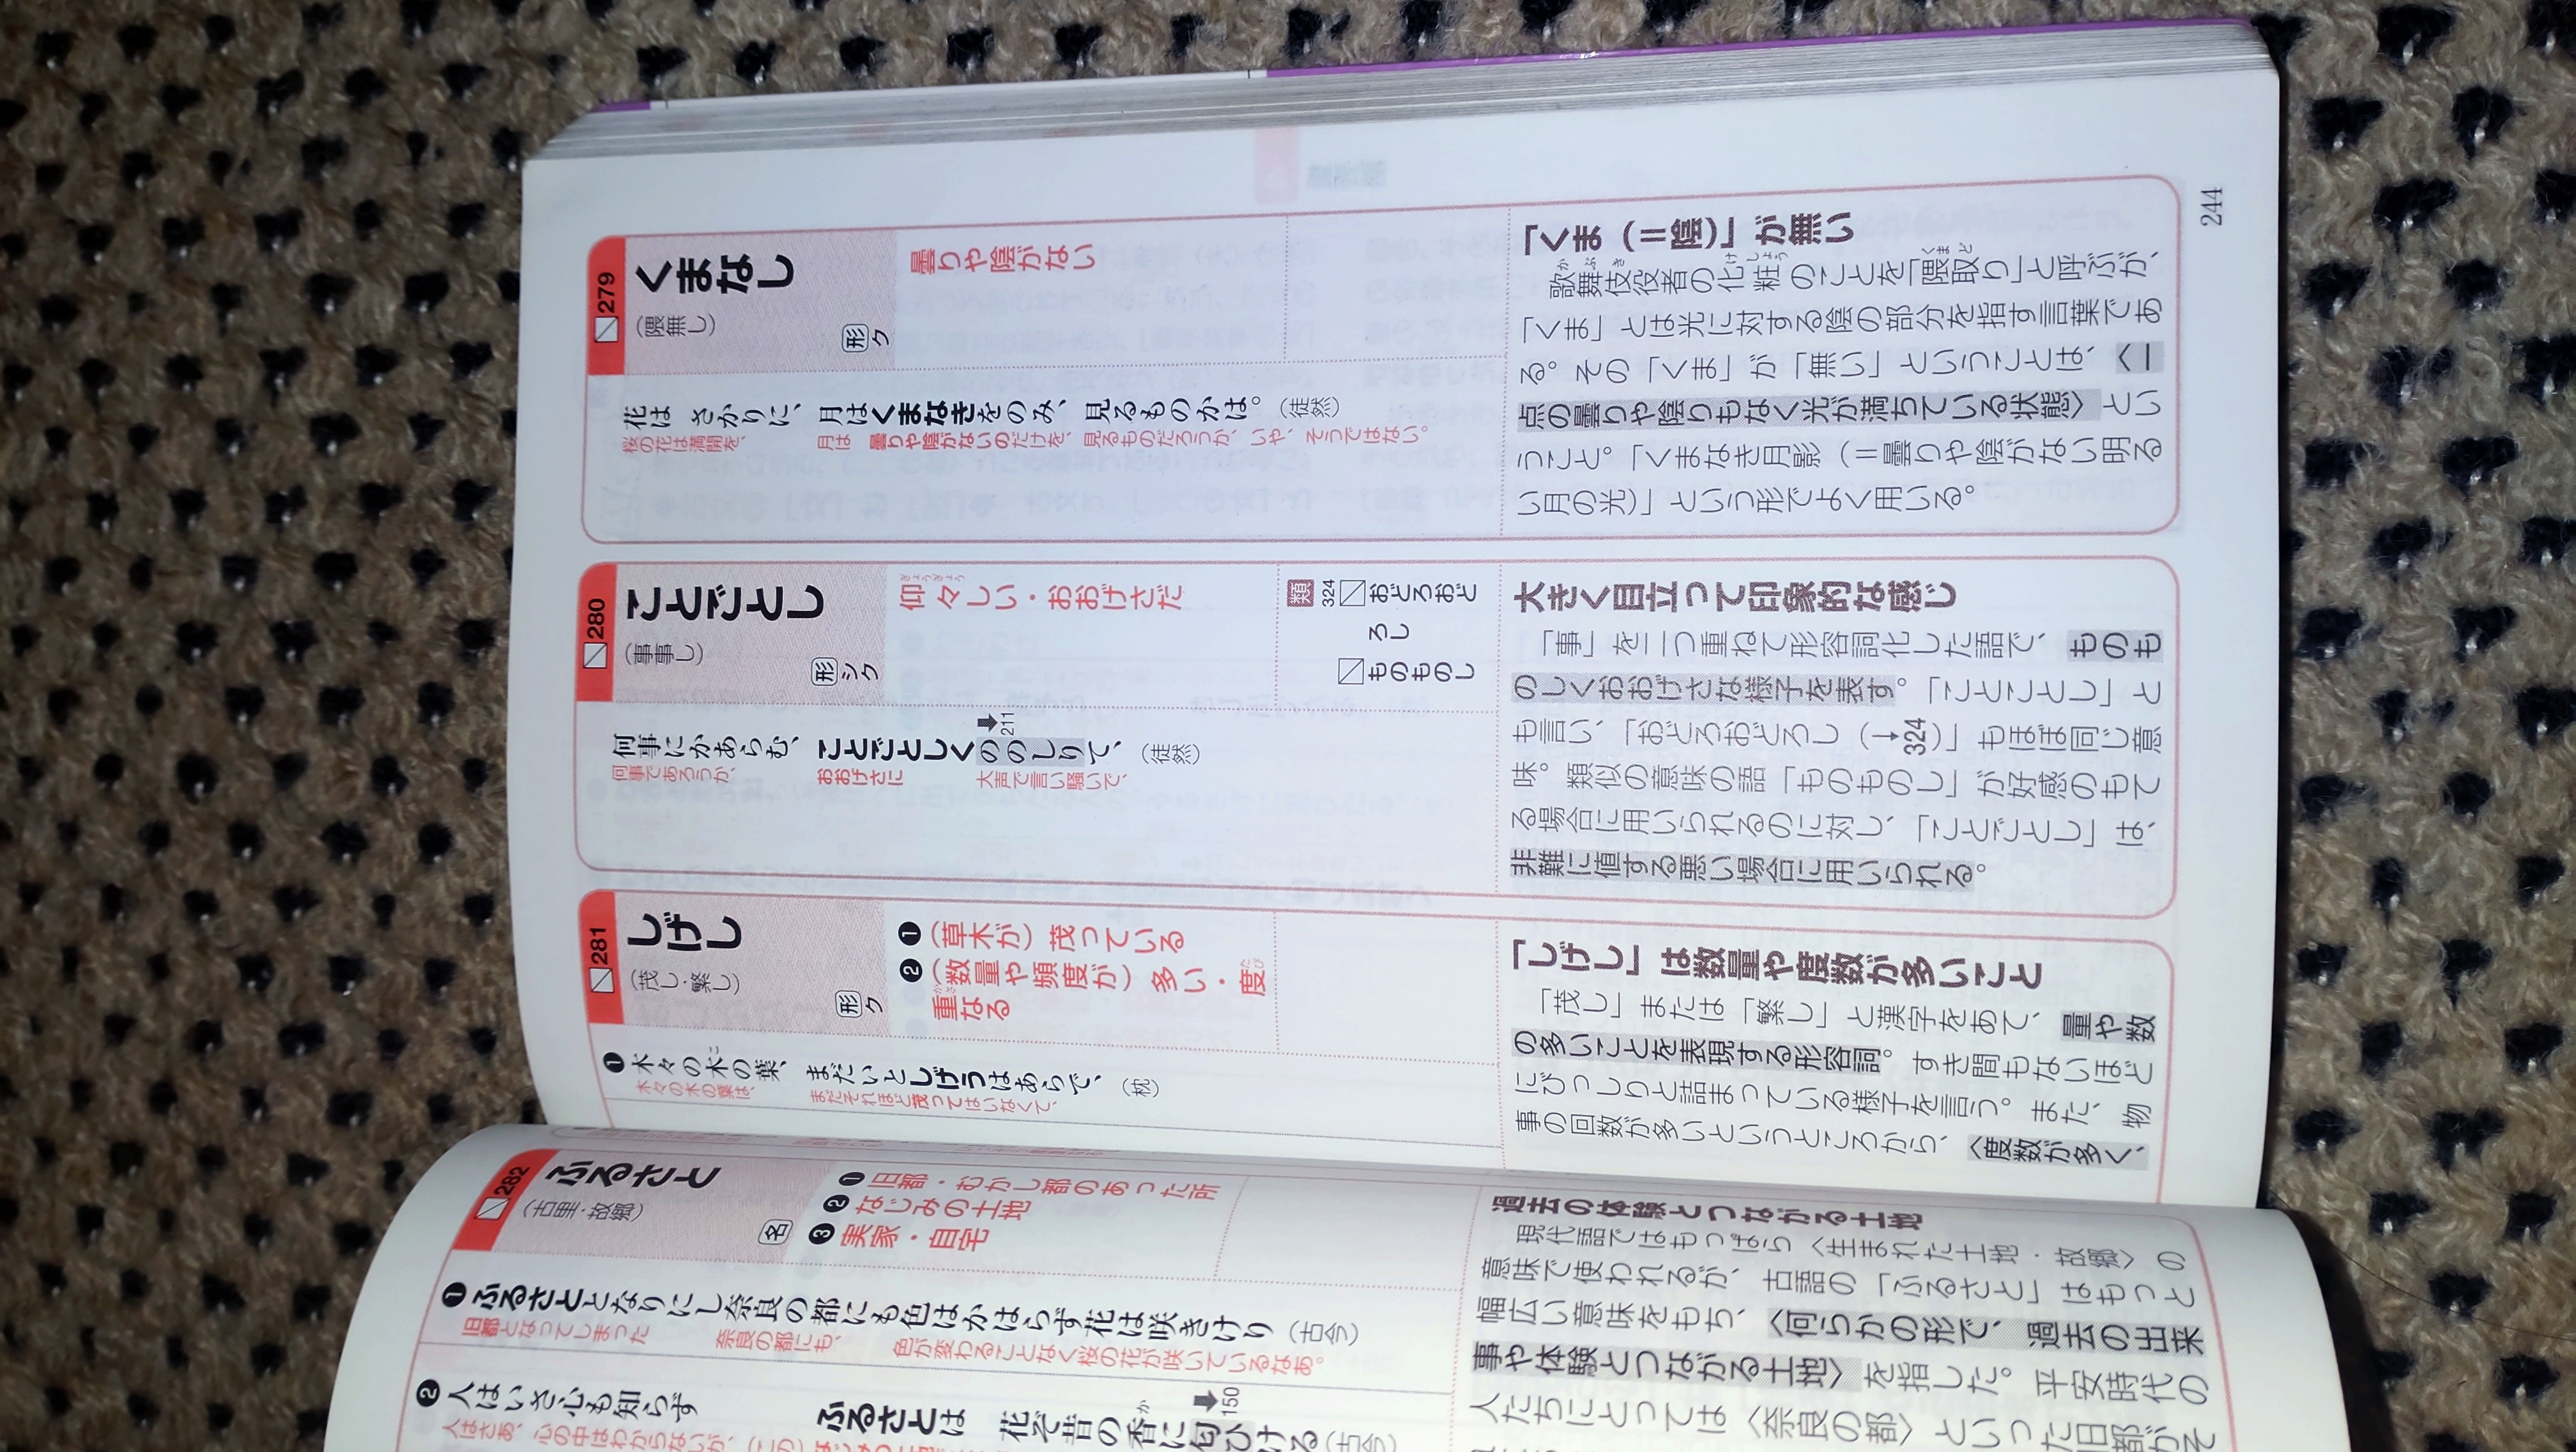 279
くまなし
（隈無し）
形ク
曇りや陰がない
花は　さかりに、月はくまなきをのみ、見るものかは。（徒然）
桜の花は満開を、　月は　曇りや陰がないのだけを、見るものだろうか、いや、そうではない。
「くま（＝陰）」が無い
歌舞伎役者の化粧のことを「隈取り」と呼ぶが、
「くま」とは光に対する陰の部分を指す言葉であ
る。その「くま」が「無い」ということは、〈一
点の曇りや陰りもなく光が満ちている状態〉とい
うこと。「くまなき月影（＝曇りや陰がない明る
い月の光）」という形でよく用いる。
280
ことごとし
（事事し）
形シク
仰々しい・おおげさだ
類
324 おどろおど
ろし
ものものし
何事にかあらむ、ことごとしくののしりて、（徒然）
211
何事であろうか、　おおげさに　大声で言い騒いで、
大きく目立って印象的な感じ
「事」を二つ重ねて形容詞化した語で、ものも
のしくおおげさな様子を表す。「ことことし」と
も言い、「おどろおどろし（→324）」もほぼ同じ意
味。類似の意味の語「ものものし」が好感のもて
る場合に用いられるのに対し、「ことごとし」は、
非難に値する悪い場合に用いられる。
281
しげし
（茂し・繁し）
形ク
❶（草木が）茂っている
❷（数量や頻度が）多い・度
重なる
❶木々の木の葉、まだいとしげうはあらで、（枕）
木々の木の葉は、　まだそれほど茂ってはいなくて、
「しげし」は数量や度数が多いこと
「茂し」または「繁し」と漢字をあて、量や数
の多いことを表現する形容詞。すき間もないほど
にびっしりと詰まっている様子を言う。また、物
事の回数が多いというところから、〈度数が多く、
244
282
ふるさと
（古里・故郷）
名
❶旧都・むかし都のあった所
❷なじみの土地
❸実家・自宅
❶ふるさととなりにし奈良の都にも色はかはらず花は咲きけり（古今）
旧都となってしまった　奈良の都にも、　色が変わることなく桜の花が咲いているなあ。
❷人はいさ心も知らず　ふるさとは　花ぞ昔の香に匂ひける（古今）
150
人はさあ、心の中はわからないが、（この）
過去の体験とつながる土地
現代語ではもっぱら〈生まれた土地・故郷〉の
意味で使われるが、古語の「ふるさと」はもっと
幅広い意味をもち、〈何らかの形で、過去の出来
事や体験とつながる土地〉を指した。平安時代の
人たちにとっては〈奈良の都〉といった旧都がそ